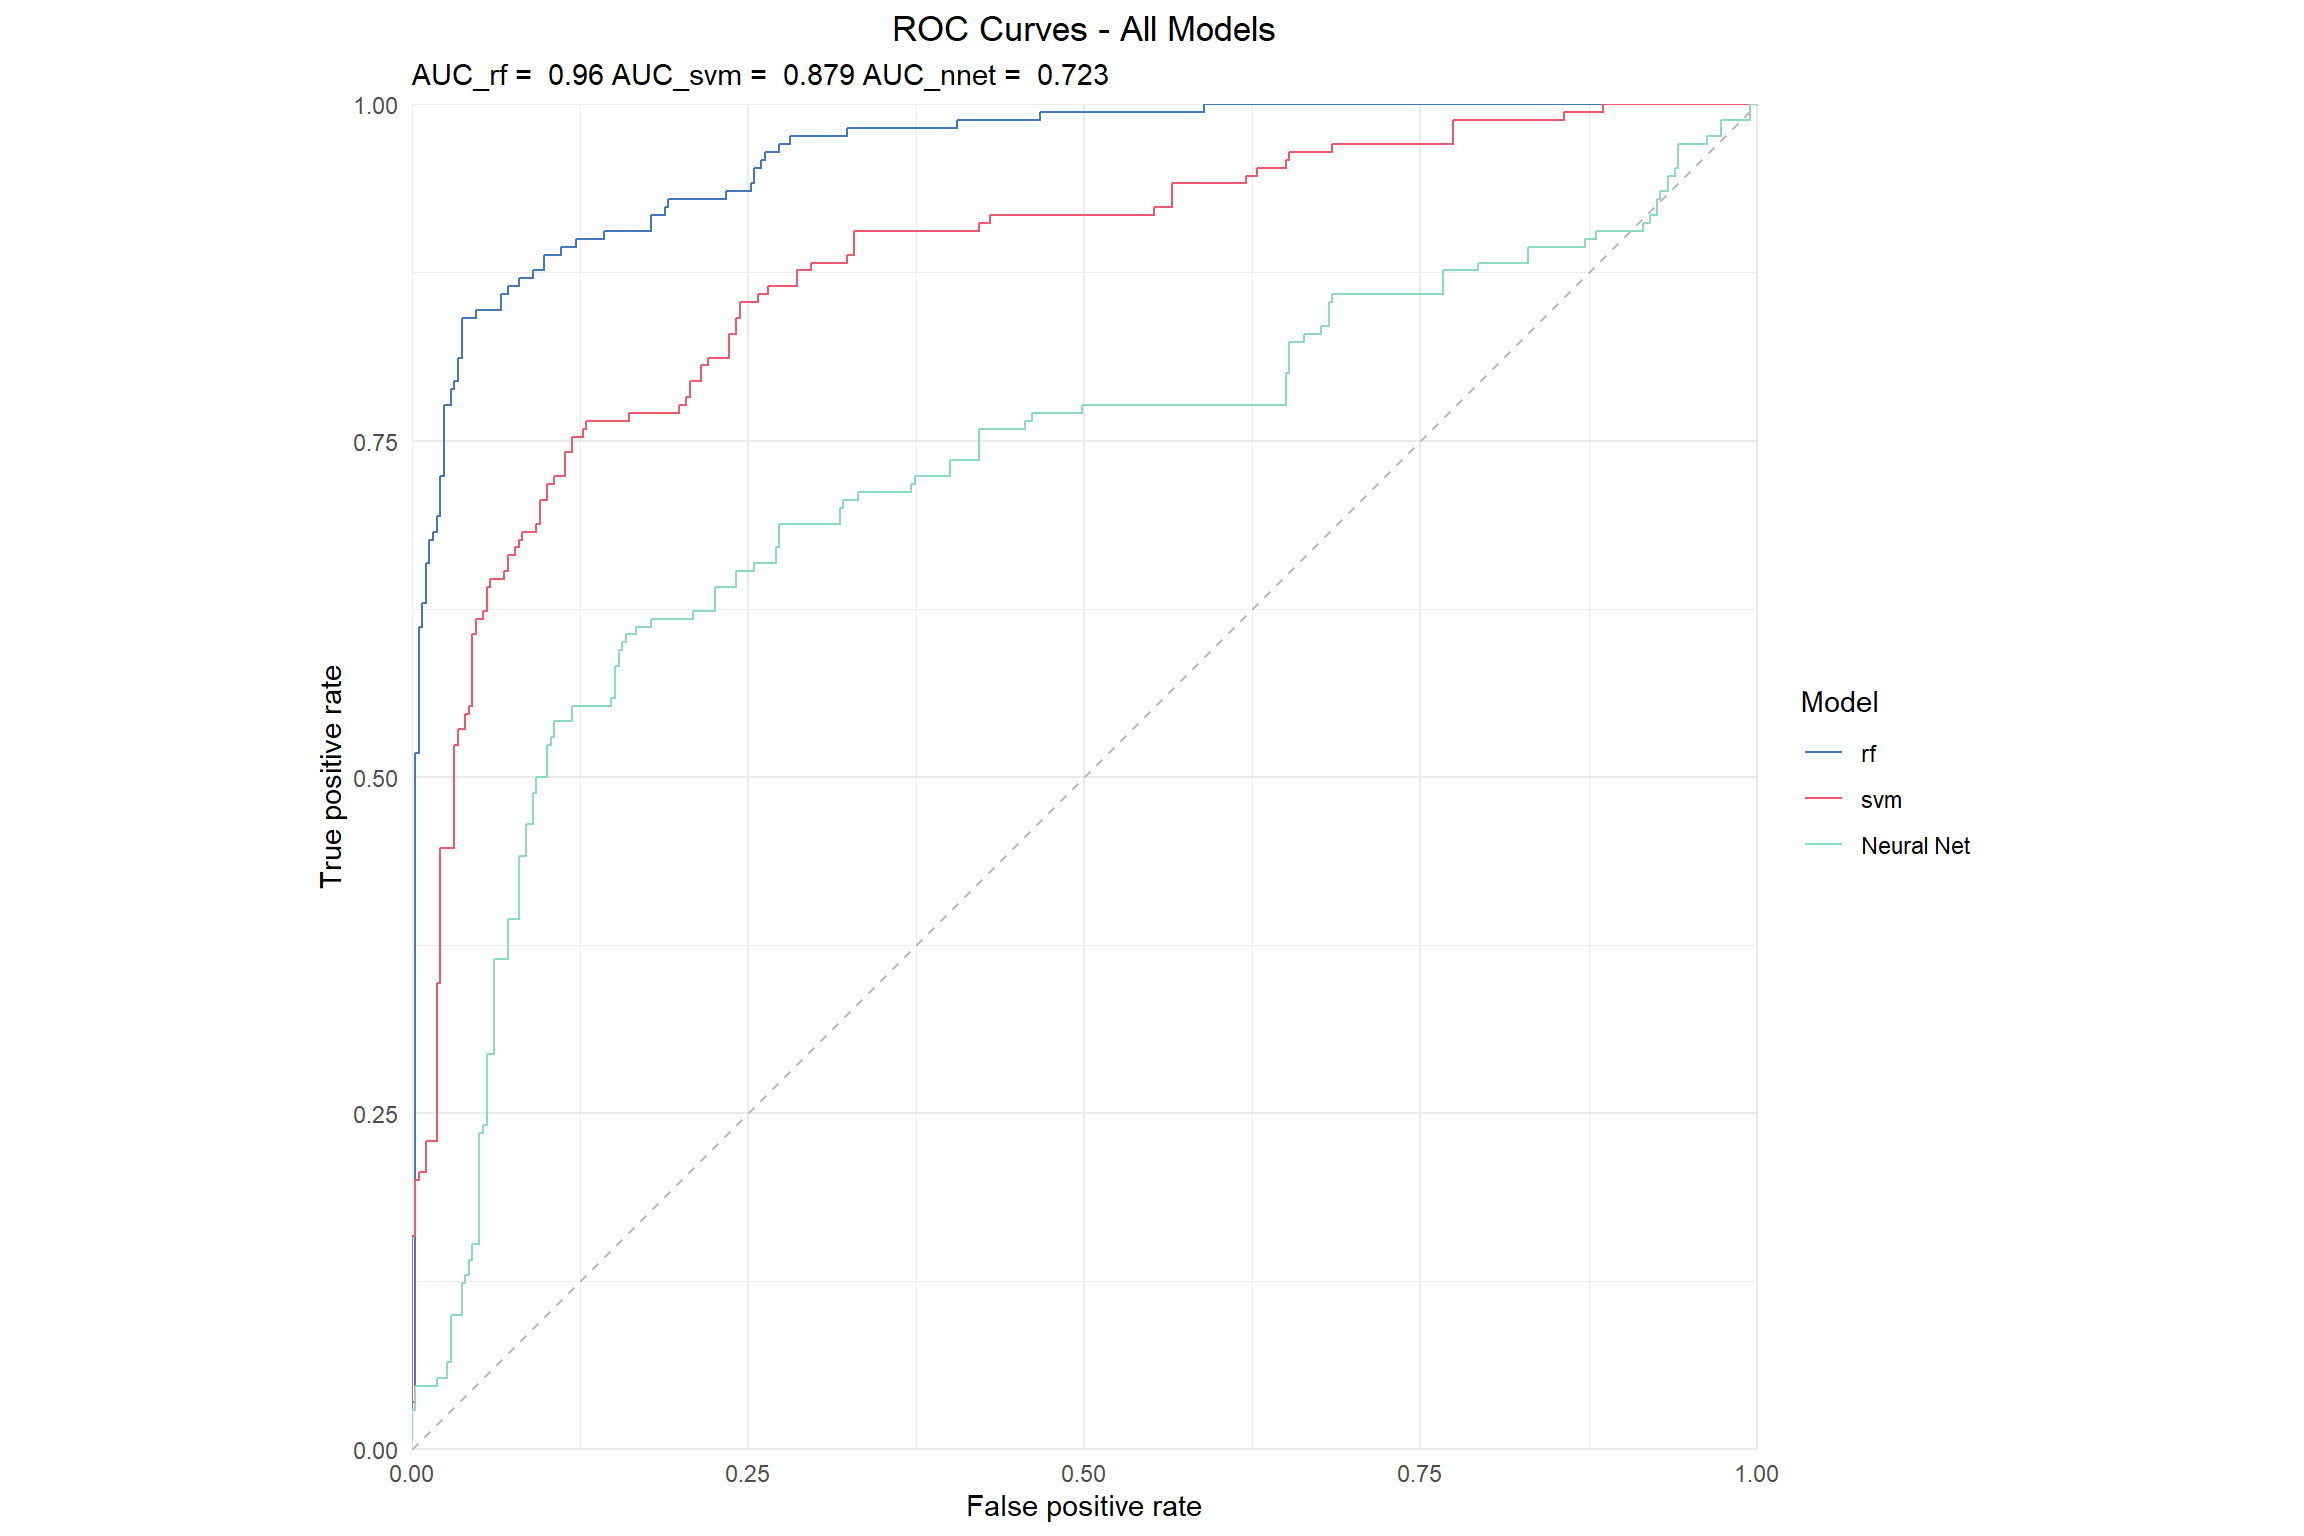 ROC Curves - All Models
AUC_rf =  0.96 AUC_svm =  0.879 AUC_nnet =  0.723
1.00
0.75
0.50
0.25
0.00
True positive rate
0.00 0.25 0.50 0.75 1.00
False positive rate
Model
rf
svm
Neural Net